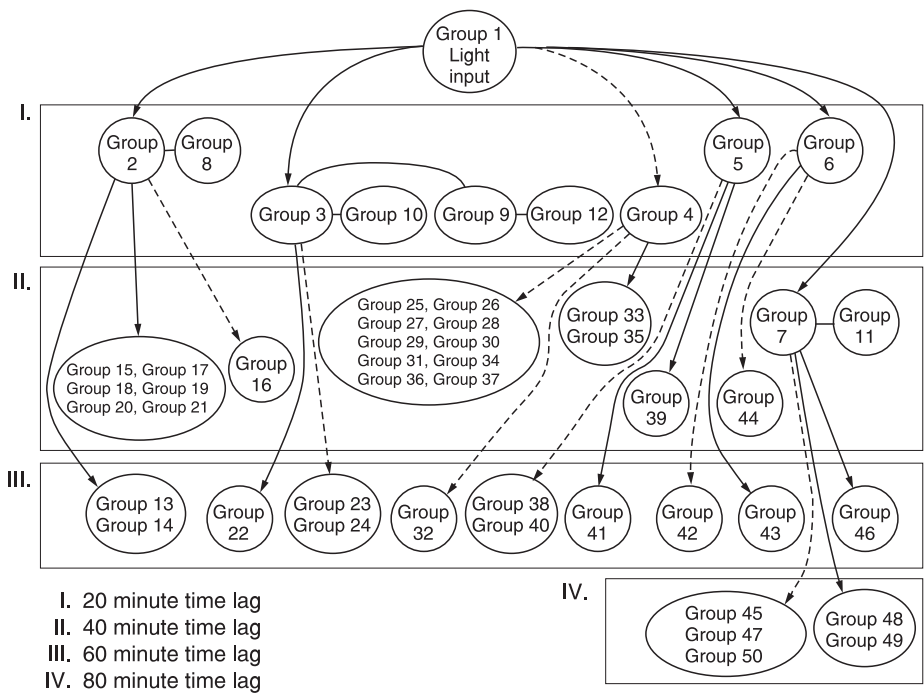 Group 1
Light
input
I.
Group
2
Group
8
Group
5
Group
6
Group 3
Group 10
Group 9
Group 12
Group 4
II.
Group 25, Group 26
Group 27, Group 28
Group 29, Group 30
Group 31, Group 34
Group 36, Group 37
Group 33
Group 35
Group
7
Group
11
Group 15, Group 17
Group 18, Group 19
Group 20, Group 21
Group
16
Group
39
Group
44
III.
Group 13
Group 14
Group
22
Group 23
Group 24
Group
32
Group 38
Group 40
Group
41
Group
42
Group
43
Group
46
IV.
Group 45
Group 47
Group 50
Group 48
Group 49
I. 20 minute time lag
II. 40 minute time lag
III. 60 minute time lag
IV. 80 minute time lag